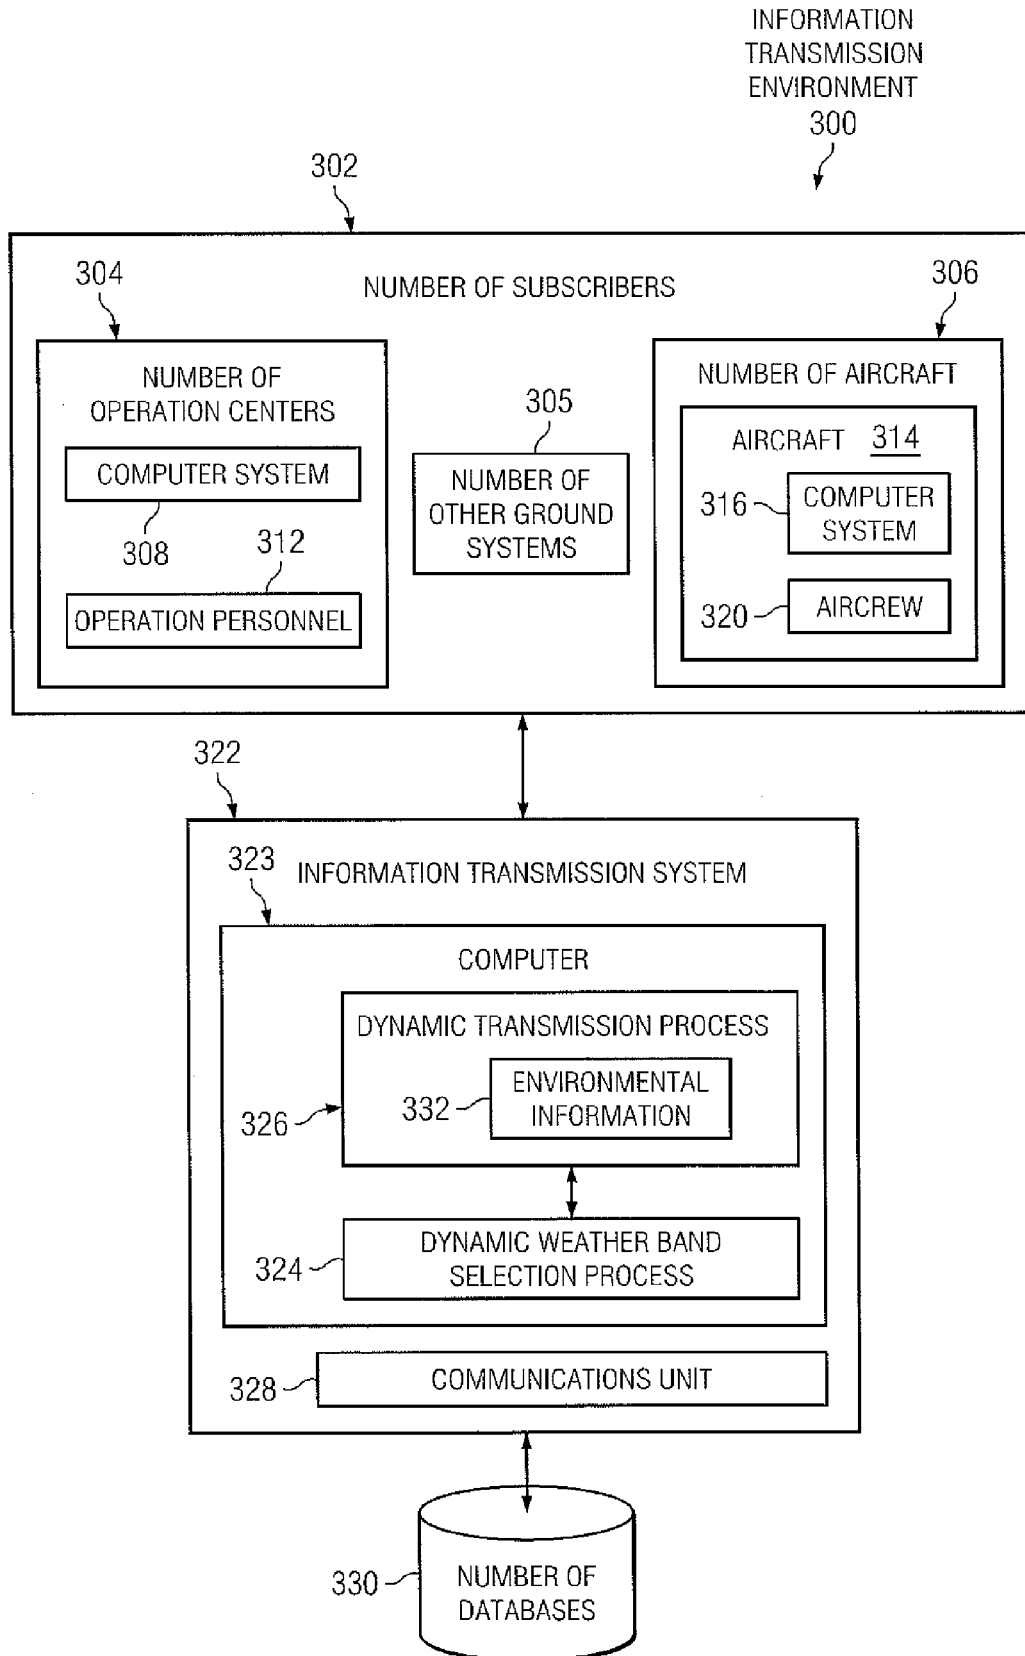 INFORMATION
TRANSMISSION
ENVIRONMENT
300
302
NUMBER OF SUBSCRIBERS
304
NUMBER OF
OPERATION CENTERS
COMPUTER SYSTEM
308
312
OPERATION PERSONNEL
305
NUMBER OF
OTHER GROUND
SYSTEMS
306
NUMBER OF AIRCRAFT
AIRCRAFT 314
316
COMPUTER
SYSTEM
320
AIRCREW
322
INFORMATION TRANSMISSION SYSTEM
323
COMPUTER
DYNAMIC TRANSMISSION PROCESS
326
332
ENVIRONMENTAL
INFORMATION
324
DYNAMIC WEATHER BAND
SELECTION PROCESS
328
COMMUNICATIONS UNIT
330
NUMBER OF
DATABASES